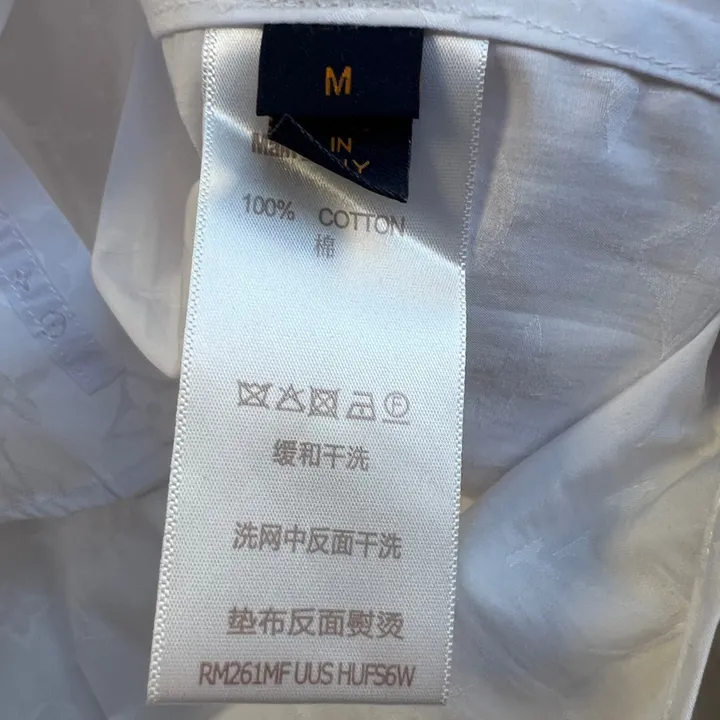 M
IN
100% COTTON
棉
缓和干洗
洗网中反面干洗
垫布反面熨烫
RM261MF UUS HUFS6W